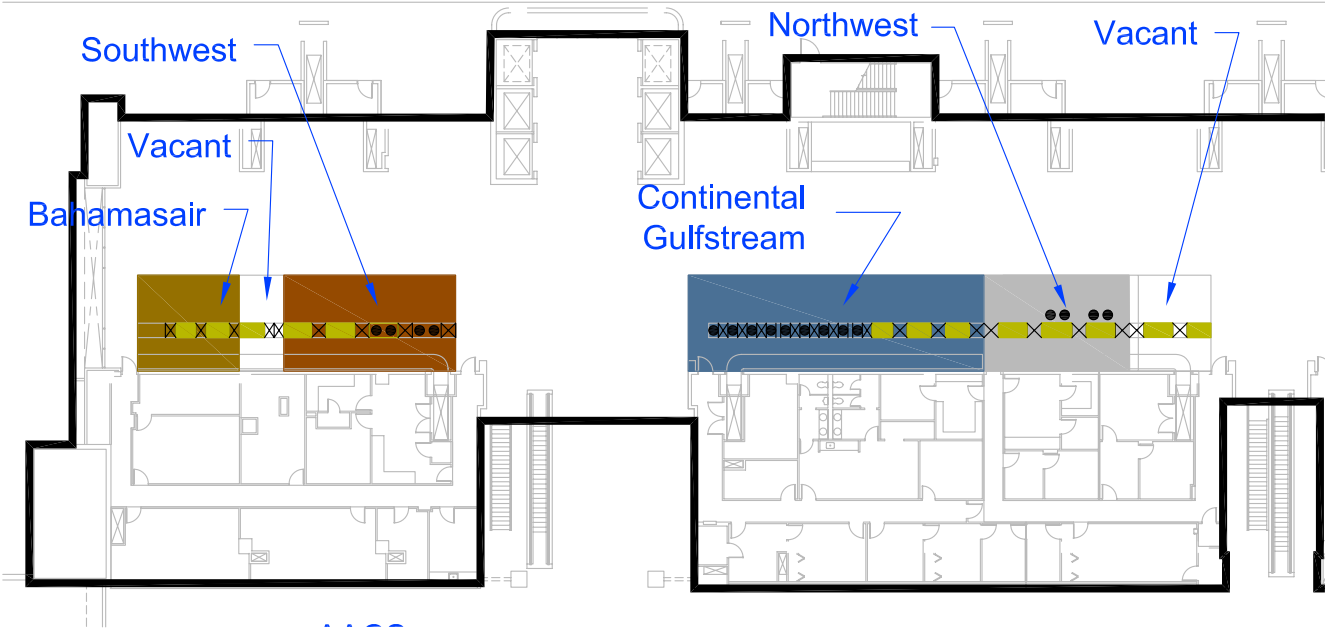 Southwest
Northwest
Vacant
Vacant
Bahamasair
Continental
Gulfstream